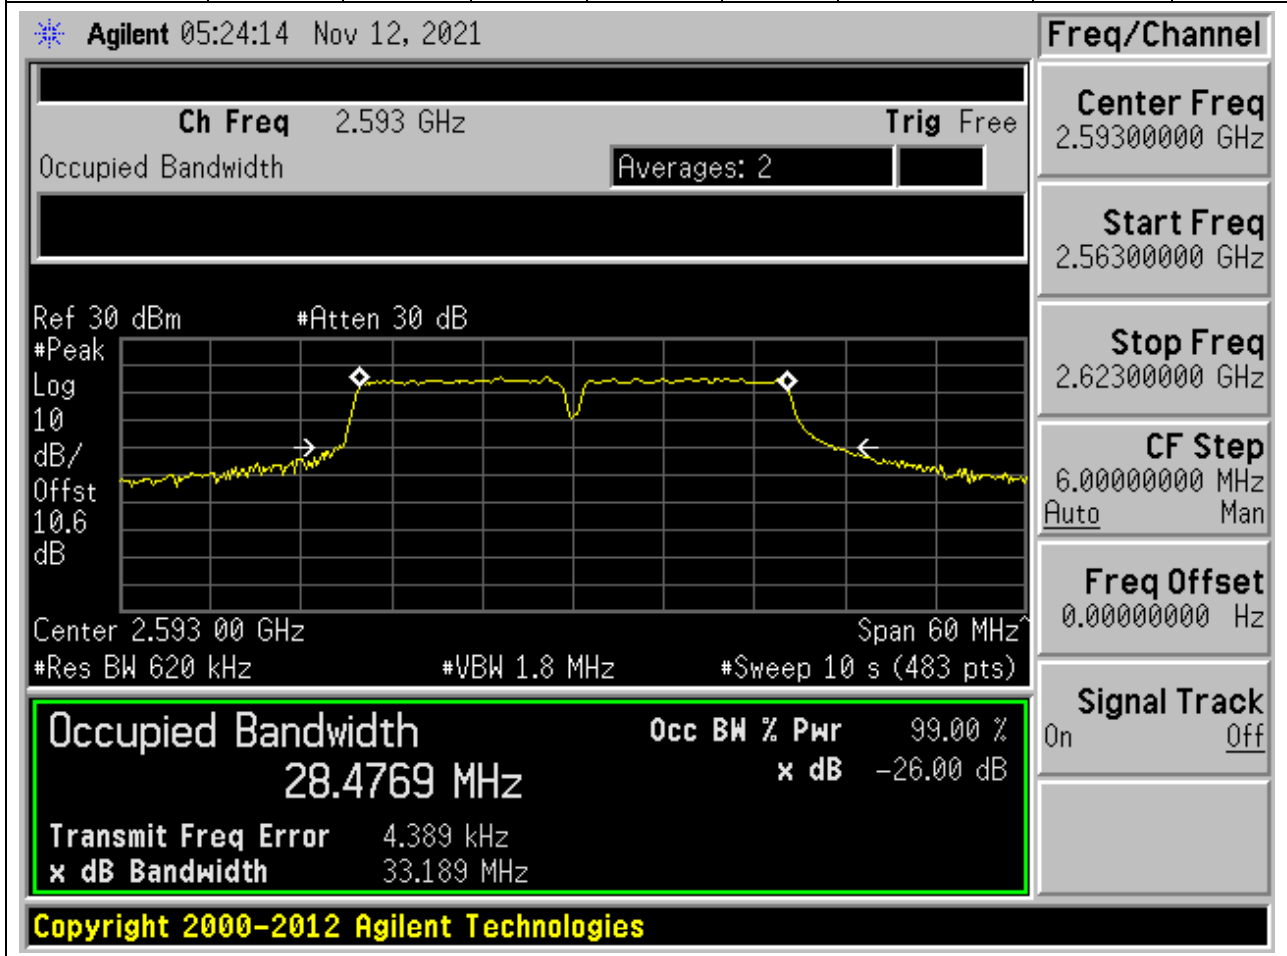 Agilent 05:24:14 Nov 12, 2021
Freq/Channel
Ch Freq 2.593 GHz Trig Free
Occupied Bandwidth Averages: 2
Center Freq
2.59300000 GHz
Start Freq
2.56300000 GHz
Stop Freq
2.62300000 GHz
CF Step
6.00000000 MHz
Auto Man
Freq Offset
0.00000000 Hz
Signal Track
On Off
Ref 30 dBm #Atten 30 dB
#Peak
Log
10
dB/
Offst
10.6
dB
Center 2.593 00 GHz Span 60 MHz^
#Res BW 620 kHz #VBW 1.8 MHz #Sweep 10 s (483 pts)
Occupied Bandwidth Occ BW % Pwr 99.00 %
28.4769 MHz x dB -26.00 dB
Transmit Freq Error 4.389 kHz
x dB Bandwidth 33.189 MHz
Copyright 2000-2012 Agilent Technologies